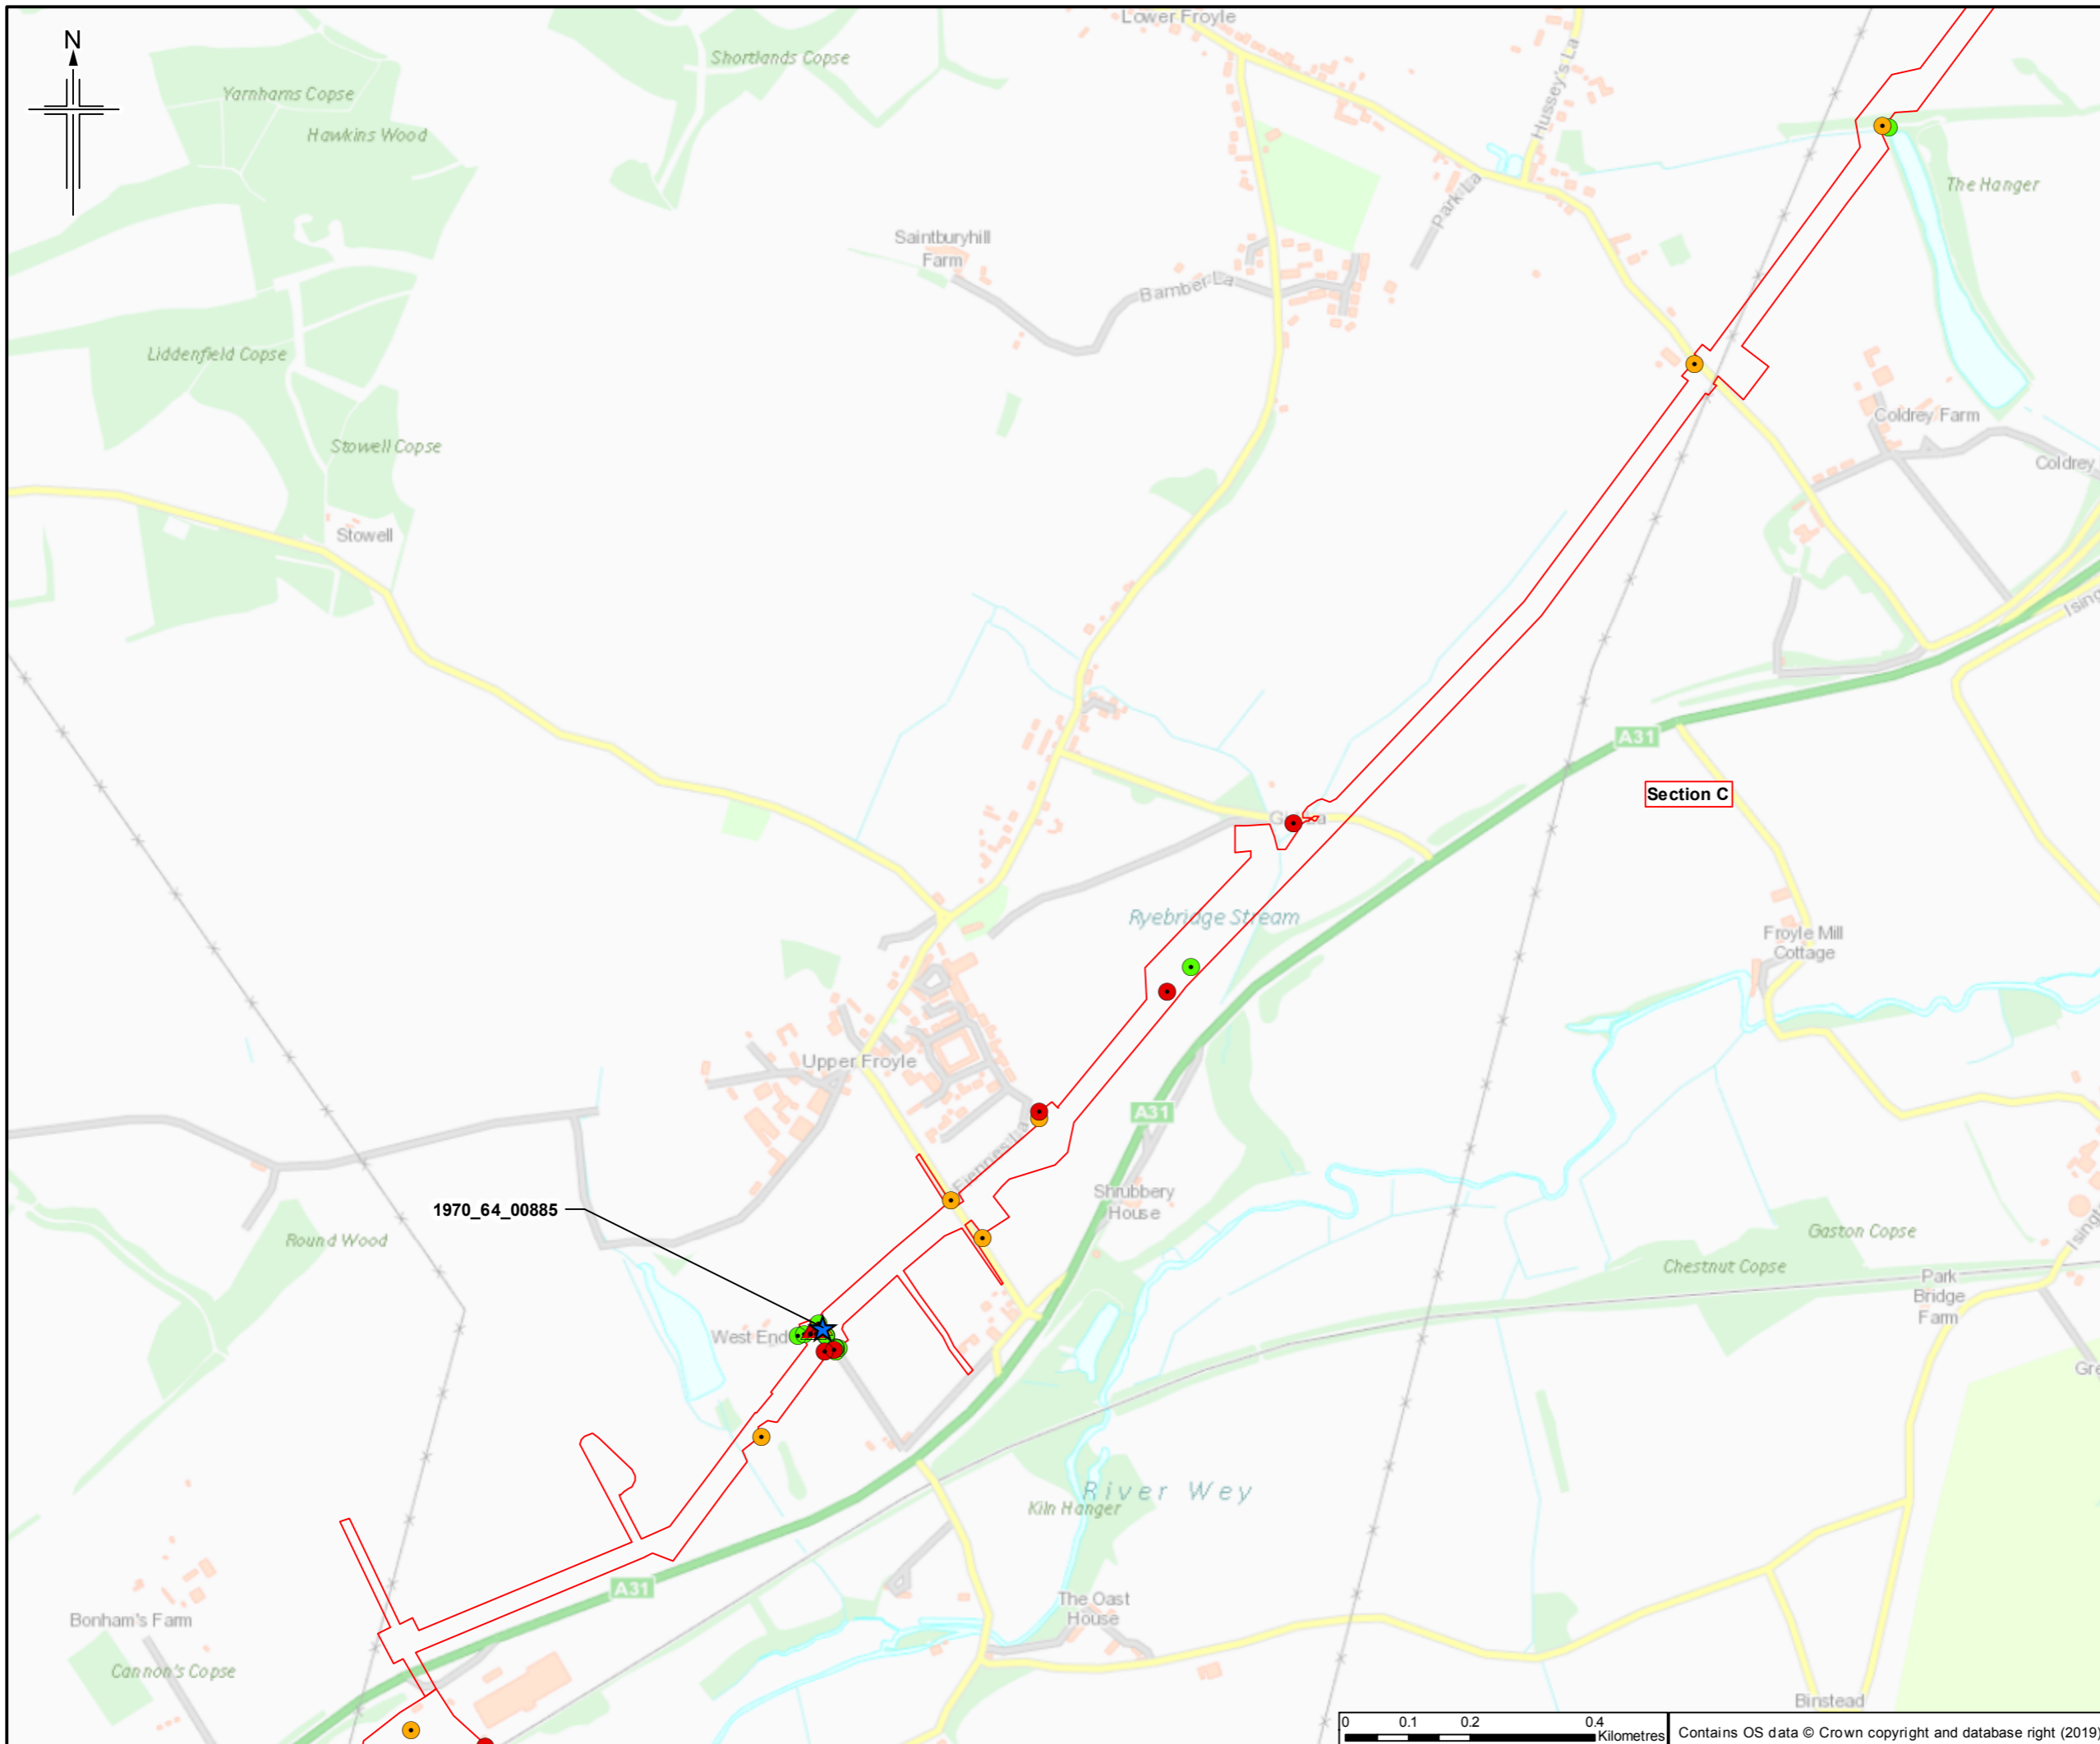 Lower Froyle
N
Shortlands Copse
Hussey's La
Yarnhams Copse
Hawkins Wood
The Hanger
Park La
Saintburyhill
Farm
Bamber La
Liddenfield Copse
Coldrey Farm
Stowell Copse
Coldrey
Stowell
A31
Section C
Ryebridge Stream
Froyle Mill
Cottage
Upper Froyle
A31
Fiennes La
Shrubbery
House
1970_64_00885
Round Wood
Gaston Copse
Chestnut Copse
Park
Bridge
Farm
West End
River Wey
Kiln Hanger
A31
The Oast
House
Bonham's Farm
Cannon's Copse
Binstead
0 0.1 0.2 0.4
Kilometres
Contains OS data © Crown copyright and database right (2019)